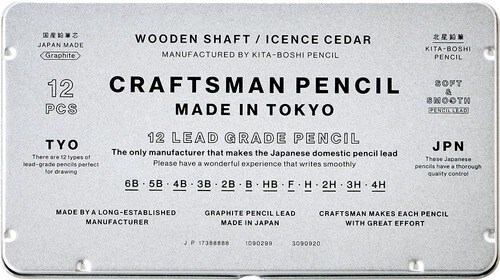 国産鉛筆芯
JAPAN MADE
Graphite
WOODEN SHAFT / ICENCE CEDAR
MANUFACTURED BY KITA-BOSHI PENCIL
北星鉛筆
KITA-BOSHI
PENCIL
12
PCS
CRAFTSMAN PENCIL
MADE IN TOKYO
SOFT
&
SMOOTH
PENCIL LEAD
12 LEAD GRADE PENCIL
The only manufacturer that makes the Japanese domestic pencil lead
Please have a wonderful experience that writes smoothly
TYO
There are 12 types of
lead-grade pencils perfect
for drawing
JPN
These Japanese
pencils have a thorough
quality control
6B · 5B · 4B · 3B · 2B · B · HB · F · H · 2H · 3H · 4H
MADE BY A LONG-ESTABLISHED
MANUFACTURER
GRAPHITE PENCIL LEAD
MADE IN JAPAN
CRAFTSMAN MAKES EACH PENCIL
WITH GREAT EFFORT
J P 17388888 1D90299 3090920